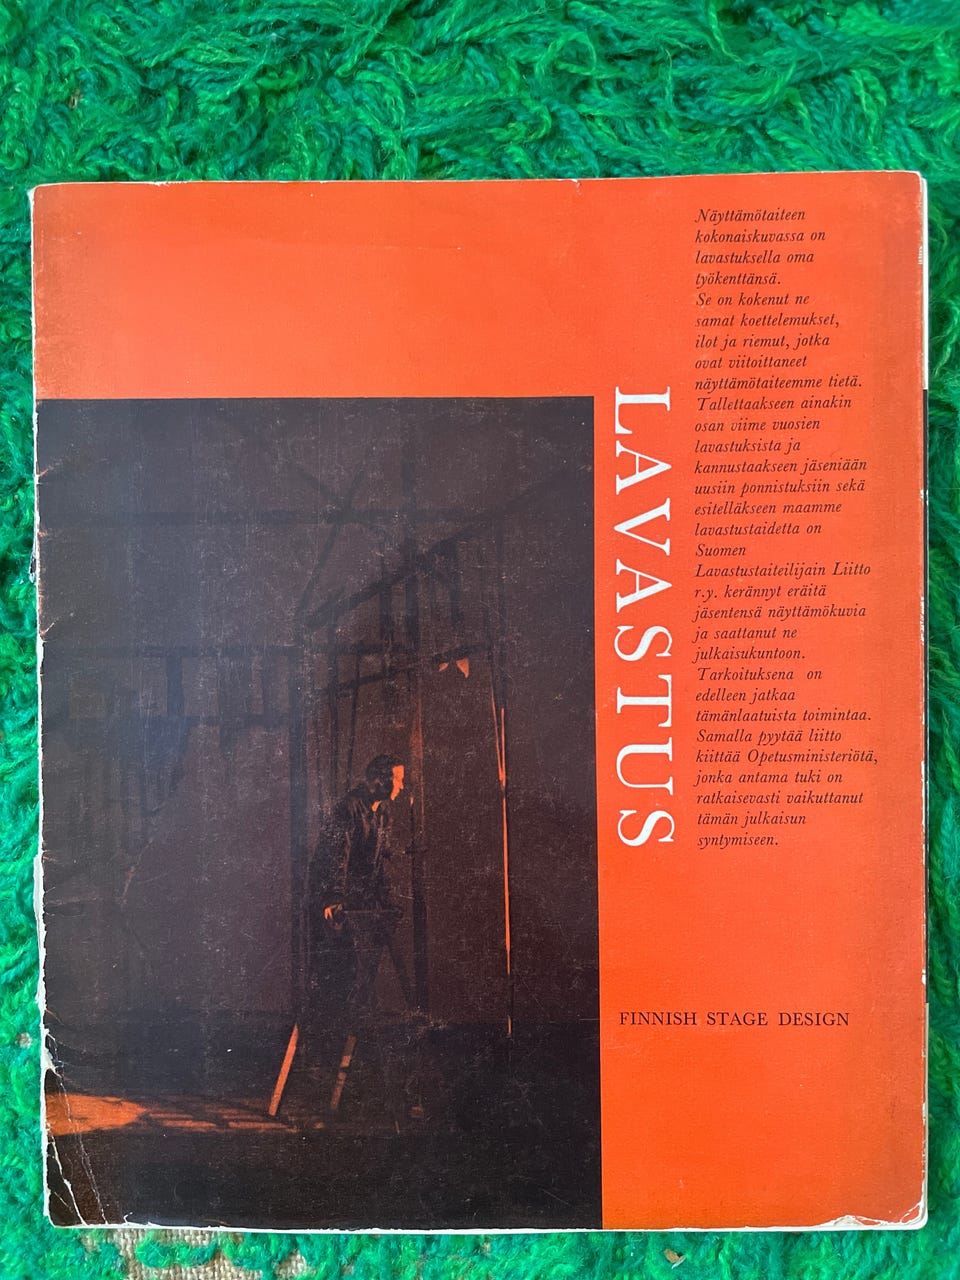 Näyttämötaiteen
kokonaiskuvassa on
lavastuksella oma
työkenttänsä.
Se on kokenut ne
samat koettelemukset,
ilot ja riemut, jotka
ovat viitoittaneet
näyttämötaiteemme tietä.
Tallettaakseen ainakin
osan viime vuosien
lavastuksista ja
kannustaakseen jäseniään
uusiin ponnistuksiin sekä
esitelläkseen maamme
lavastustaidetta on
Suomen
Lavastustaiteilijain Liitto
r.y. kerännyt eräitä
jäsentensä näyttämökuvia
ja saattanut ne
julkaisukuntoon.
Tarkoituksena on
edelleen jatkaa
tämänlaatuista toimintaa.
Samalla pyytää liitto
kiittää Opetusministeriötä,
jonka antama tuki on
ratkaisevasti vaikuttanut
tämän julkaisun
syntymiseen.
LAVASTUS
FINNISH STAGE DESIGN